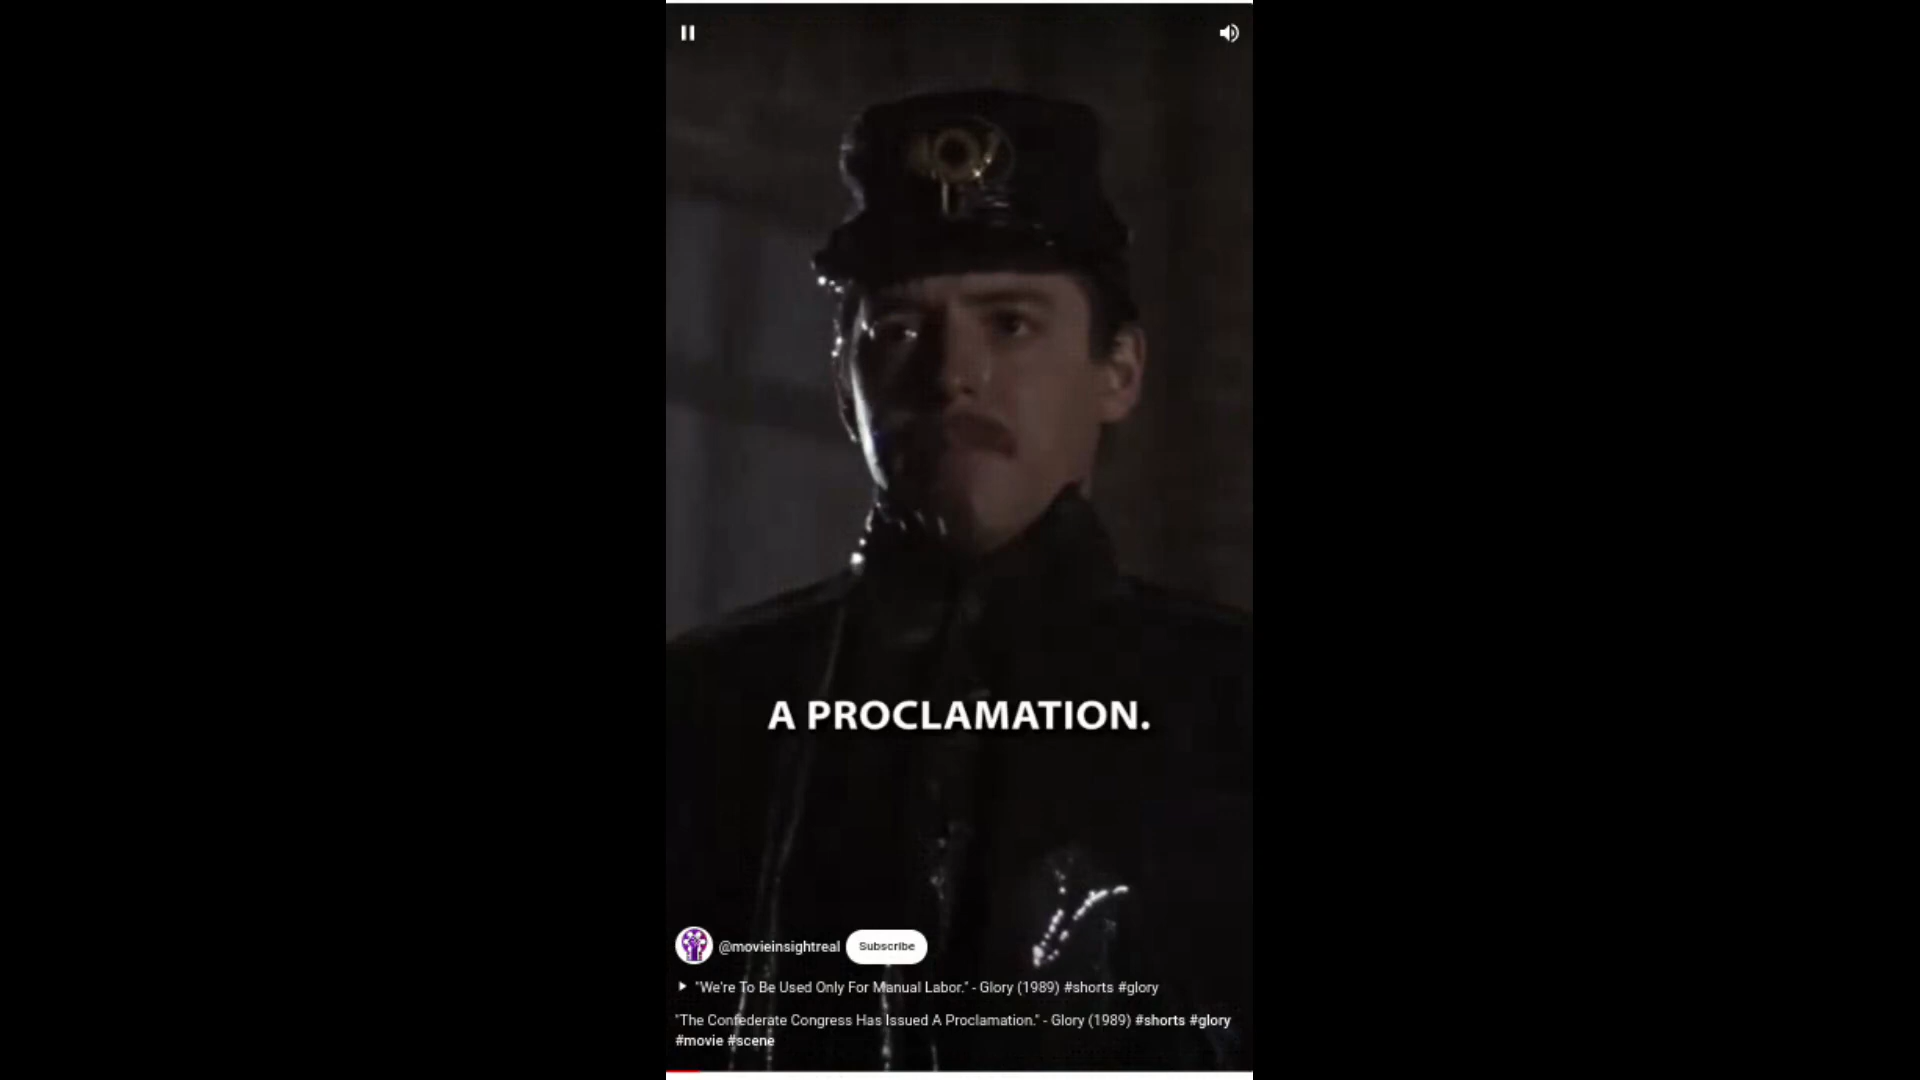 A PROCLAMATION.
@movieinsightreal Subscribe
"We're To Be Used Only For Manual Labor." - Glory (1989) #shorts #glory
"The Confederate Congress Has Issued A Proclamation." - Glory (1989) #shorts #glory
#movie #scene